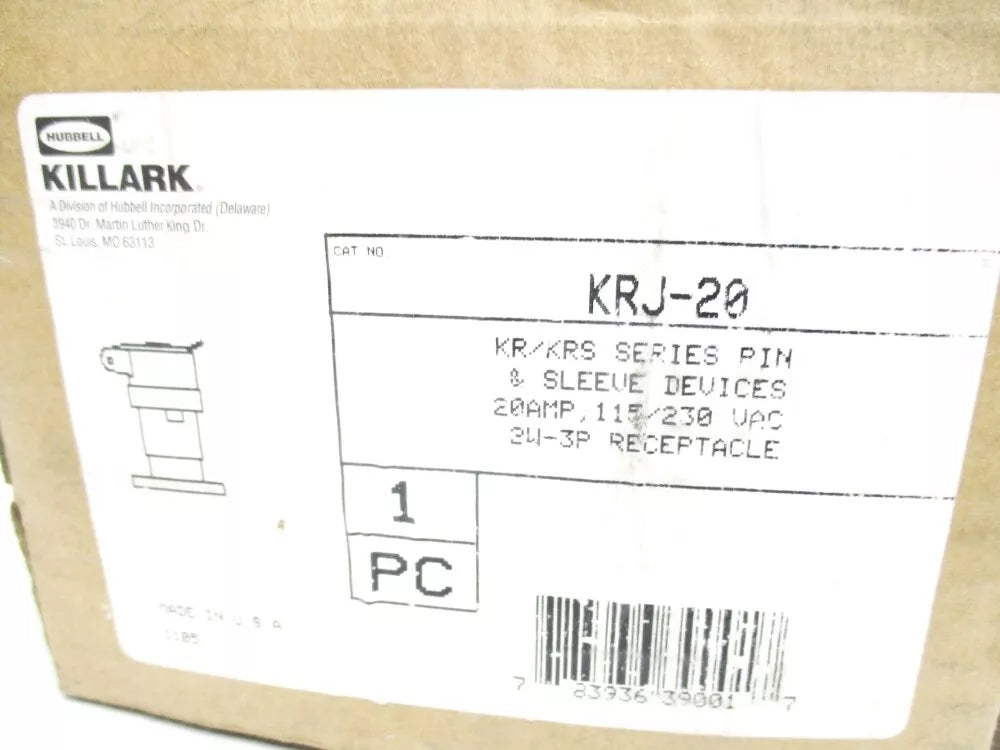 HUBBELL
KILLARK
A Division of Hubbell Incorporated (Delaware)
3940 Dr. Martin Luther King Dr.
St. Louis, MO 63113
CAT NO
KRJ-20
KR/KRS SERIES PIN
& SLEEVE DEVICES
20AMP, 115/230 VAC
2W-3P RECEPTACLE
1
PC
MADE IN U S A
1105
7 83936 39001 7